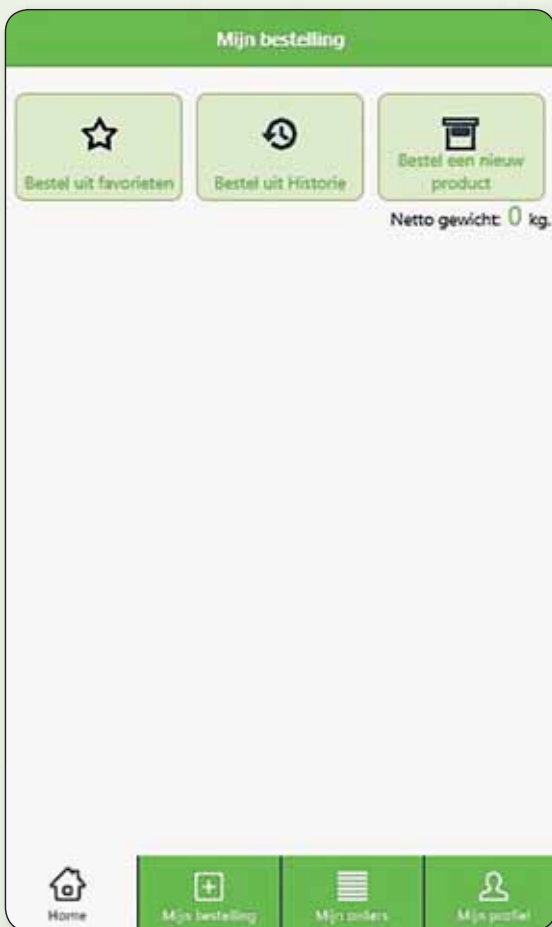 Mijn bestelling
Bestel uit favorieten
Bestel uit Historie
Bestel een nieuw
product
Netto gewicht: 0 kg.
Home
Mijn bestelling
Mijn orders
Mijn profiel